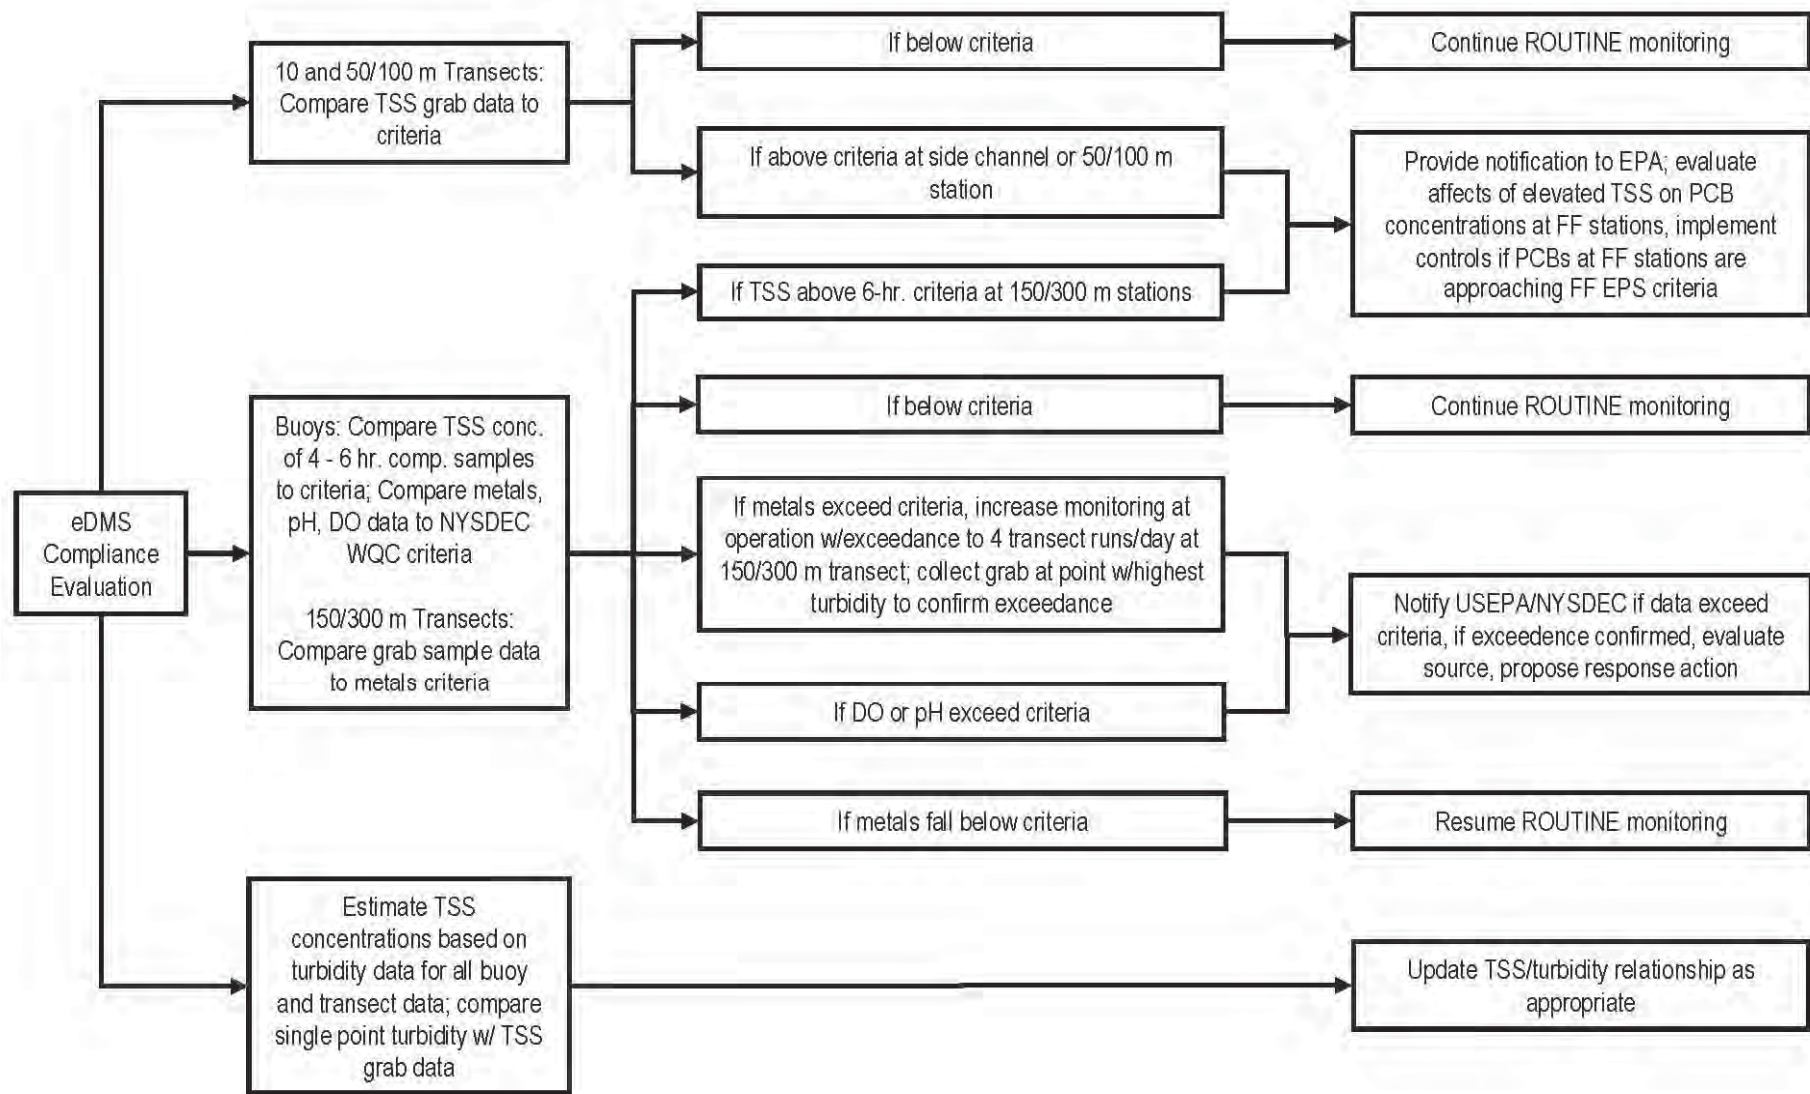 If below criteria
Continue ROUTINE monitoring
10 and 50/100 m Transects:
Compare TSS grab data to
criteria
If above criteria at side channel or 50/100 m
station
Provide notification to EPA; evaluate
affects of elevated TSS on PCB
concentrations at FF stations, implement
controls if PCBs at FF stations are
approaching FF EPS criteria
If TSS above 6-hr. criteria at 150/300 m stations
eDMS
Compliance
Evaluation
Buoys: Compare TSS conc.
of 4 - 6 hr. comp. samples
to criteria; Compare metals,
pH, DO data to NYSDEC
WQC criteria
150/300 m Transects:
Compare grab sample data
to metals criteria
If below criteria
Continue ROUTINE monitoring
If metals exceed criteria, increase monitoring at
operation w/exceedance to 4 transect runs/day at
150/300 m transect; collect grab at point w/highest
turbidity to confirm exceedance
Notify USEPA/NYSDEC if data exceed
criteria, if exceedence confirmed, evaluate
source, propose response action
If DO or pH exceed criteria
If metals fall below criteria
Resume ROUTINE monitoring
Estimate TSS
concentrations based on
turbidity data for all buoy
and transect data; compare
single point turbidity w/ TSS
grab data
Update TSS/turbidity relationship as
appropriate